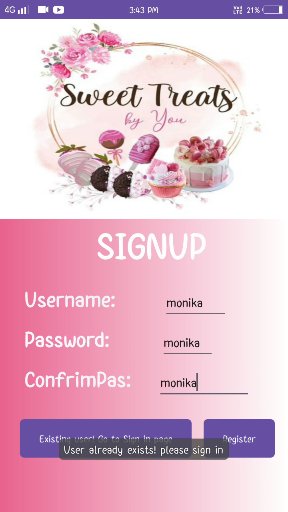 4G 3:43 PM 21%
Sweet Treats
by You
SIGNUP
Username: monika
Password: monika
ConfrimPas: monika
Existing user! Go to Sign in page Register
User already exists! please sign in